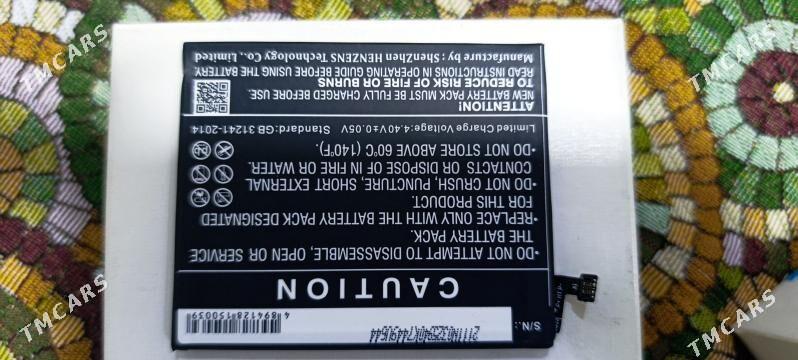 S/N.:
4 894128 150039
CAUTION
•DO NOT ATTEMPT TO DISASSEMBLE, OPEN OR SERVICE
THE BATTERY PACK.
•REPLACE ONLY WITH THE BATTERY PACK DESIGNATED
FOR THIS PRODUCT.
•DO NOT CRUSH, PUNCTURE, SHORT EXTERNAL
CONTACTS OR DISPOSE OF IN FIRE OR WATER.
•DO NOT STORE ABOVE 60°C (140°F).
Limited Charge Voltage:4.40V±0.05V Standard:GB 31241-2014
ATTENTION!
NEW BATTERY PACK MUST BE FULLY CHARGED BEFORE USE.
TO REDUCE RISK OF FIRE OR BURNS
READ INSTRUCTIONS IN OPERATING GUIDE BEFORE USING THE BATTERY.
Manufacture by : ShenZhen HENZENS Technology Co., Limited
TMCARS
TMCARS
TMCARS
TMCARS
TMCARS